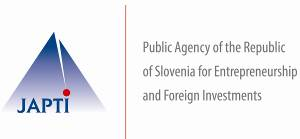 JAPTI
Public Agency of the Republic
of Slovenia for Entrepreneurship
and Foreign Investments